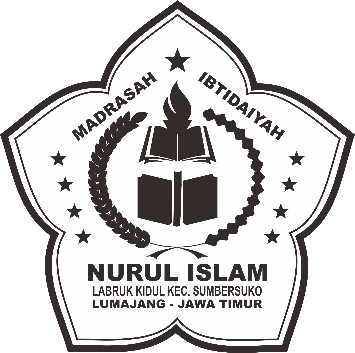 MADRASAH IBTIDAIYAH
NURUL ISLAM
LABRUK KIDUL KEC. SUMBERSUKO
LUMAJANG - JAWA TIMUR